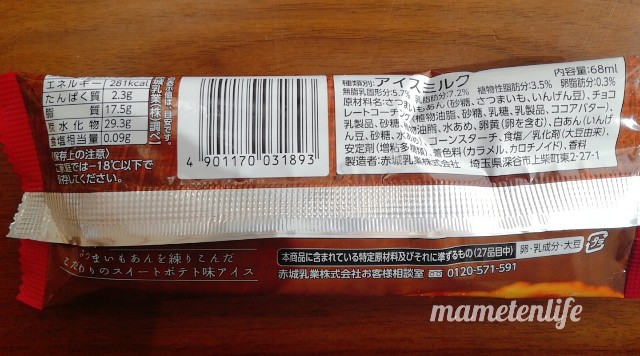 エネルギー 281kcal
たんぱく質 2.3g
脂 質 17.5g
炭水化物 29.3g
食塩相当量 0.09g
表示値は、目安です。
城乳業株調べ
《保存上の注意》
ご家庭では-18℃以下で
保存してください。
4 901170 031893
種類別：アイスミルク 内容量：68ml
無脂乳固形分：5.7% 乳脂肪分：7.2% 植物性脂肪分：3.5% 卵脂肪分：0.3%
原材料名：さつまいもあん（砂糖、さつまいも、いんげん豆）、チョコ
レートコーチング（植物油脂、砂糖、乳糖、乳製品、ココアバター）、
乳製品、砂糖、水あめ、卵黄（卵を含む）、白あん（いんげ
ん豆、砂糖、コーンスターチ、食塩／乳化剤（大豆由来）、
安定剤（増粘多糖類）、着色料（カラメル、カロチノイド）、香料
製造者：赤城乳業株式会社 埼玉県深谷市上柴町東2-27-1
さつまいもあんを練りこんだ
こだわりのスイートポテト味アイス
本商品に含まれている特定原材料及びそれに準ずるもの（27品目中） 卵・乳成分・大豆
赤城乳業株式会社お客様相談室 0120-571-591
プラ
mametenlife